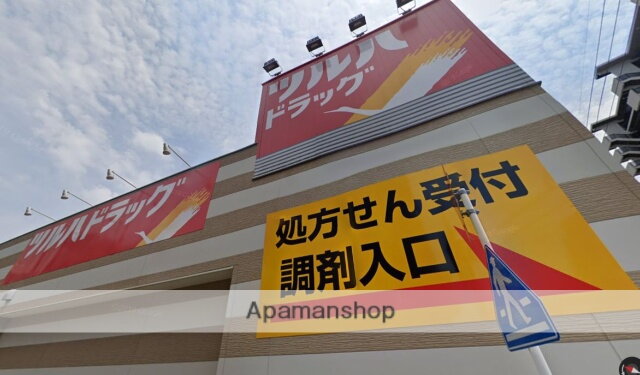 ツルハ
ドラッグ
ツルハドラッグ
処方せん受付
調剤入口
Apamanshop